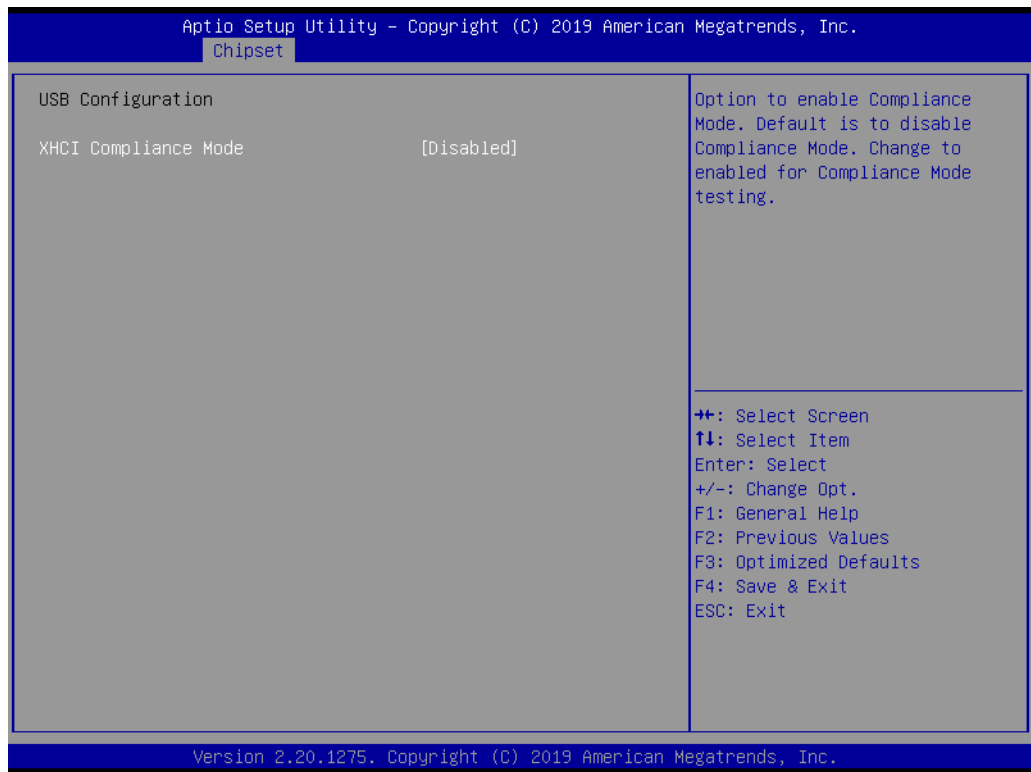 Aptio Setup Utility – Copyright (C) 2019 American Megatrends, Inc.
Chipset
USB Configuration
XHCI Compliance Mode [Disabled]
Option to enable Compliance
Mode. Default is to disable
Compliance Mode. Change to
enabled for Compliance Mode
testing.
→←: Select Screen
↑↓: Select Item
Enter: Select
+/-: Change Opt.
F1: General Help
F2: Previous Values
F3: Optimized Defaults
F4: Save & Exit
ESC: Exit
Version 2.20.1275. Copyright (C) 2019 American Megatrends, Inc.